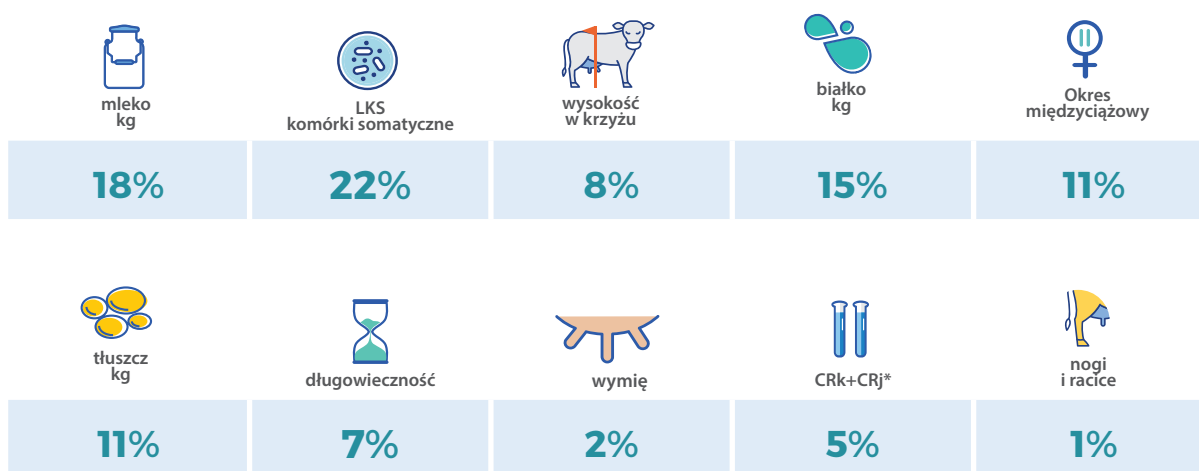 mleko
kg
LKS
komórki somatyczne
wysokość
w krzyżu
białko
kg
Okres
międzyciążowy
18%
22%
8%
15%
11%
tłuszcz
kg
długowieczność
wymię
CRk+CRj*
nogi
i racice
11%
7%
2%
5%
1%